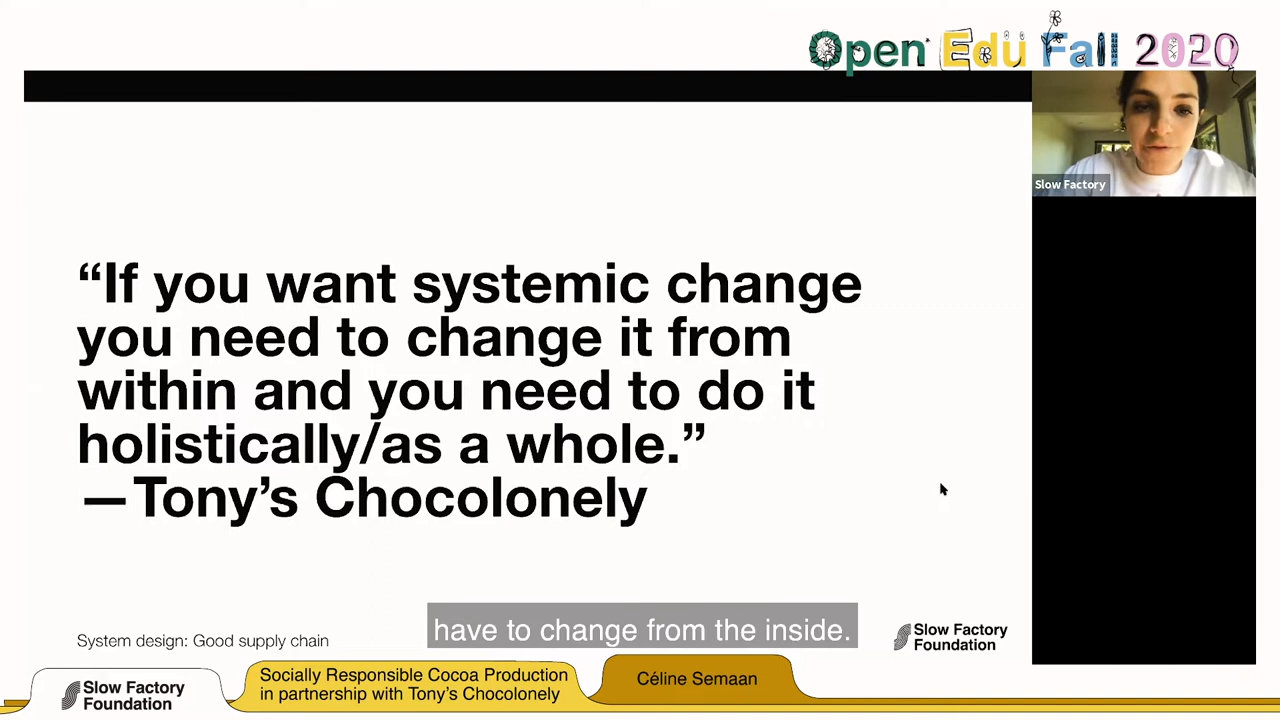 Open Edu Fall 2020
Slow Factory
“If you want systemic change
you need to change it from
within and you need to do it
holistically/as a whole.”
—Tony’s Chocolonely
have to change from the inside.
System design: Good supply chain
Slow Factory
Foundation
Slow Factory
Foundation
Socially Responsible Cocoa Production
in partnership with Tony’s Chocolonely
Céline Semaan